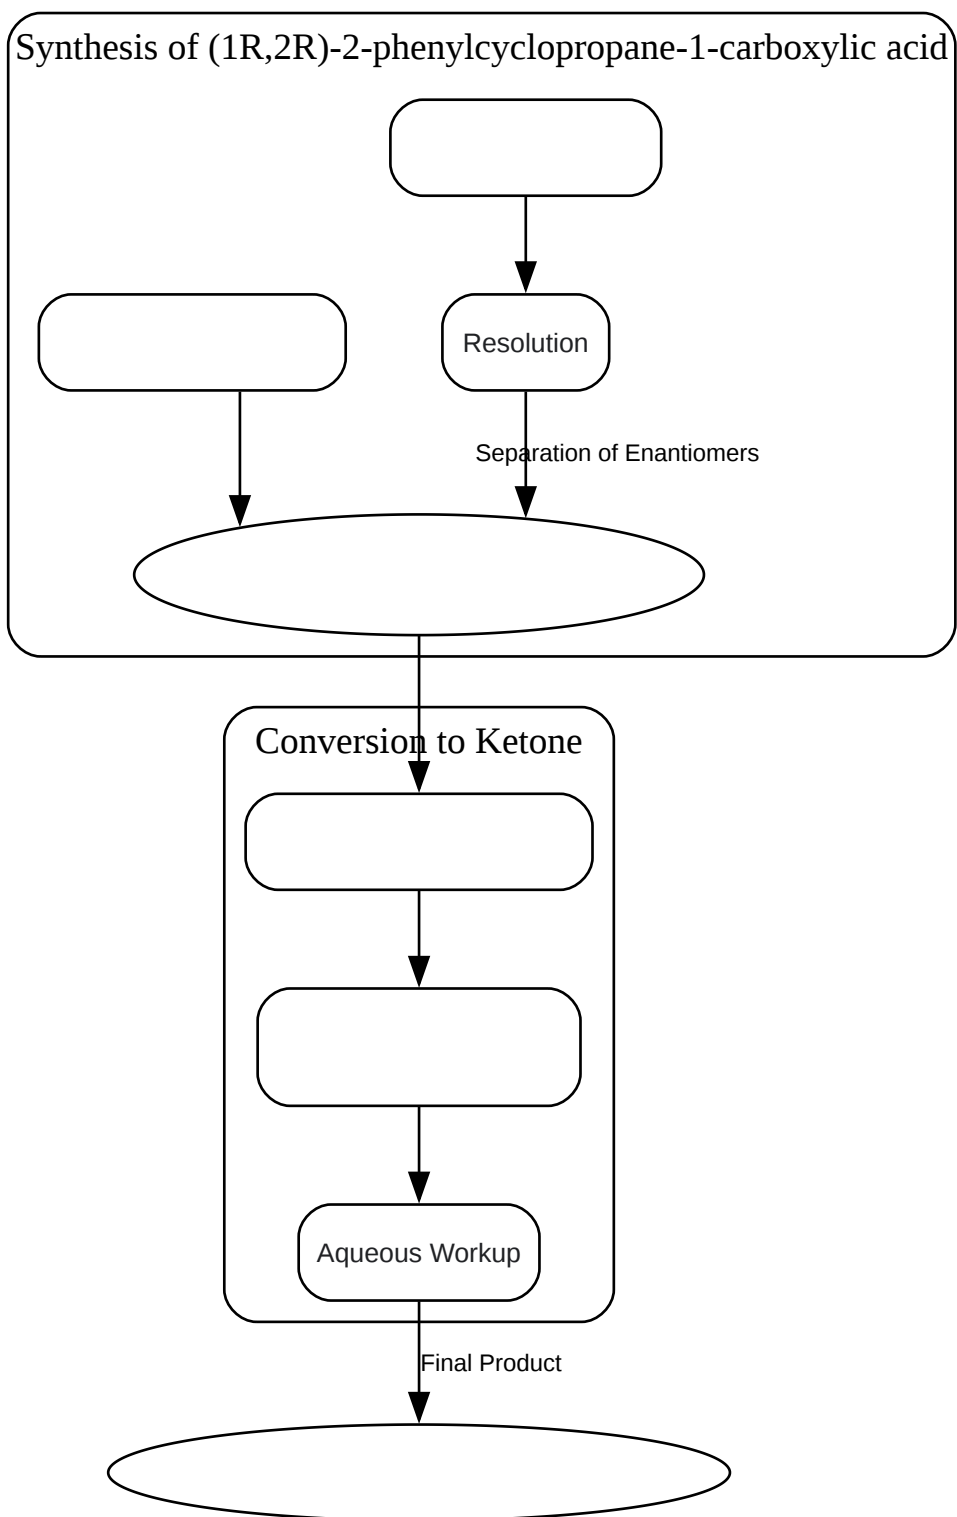 Synthesis of (1R,2R)-2-phenylcyclopropane-1-carboxylic acid
Resolution
Separation of Enantiomers
Conversion to Ketone
Aqueous Workup
Final Product